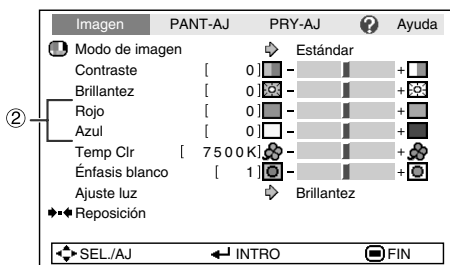 Imagen PANT-AJ PRY-AJ ? Ayuda
Modo de imagen Estándar
Contraste [ 0] - +
Brillantez [ 0] - +
② Rojo [ 0] - +
Azul [ 0] - +
Temp Clr [ 7500K] - +
Énfasis blanco [ 1] - +
Ajuste luz Brillantez
Reposición
SEL./AJ INTRO FIN